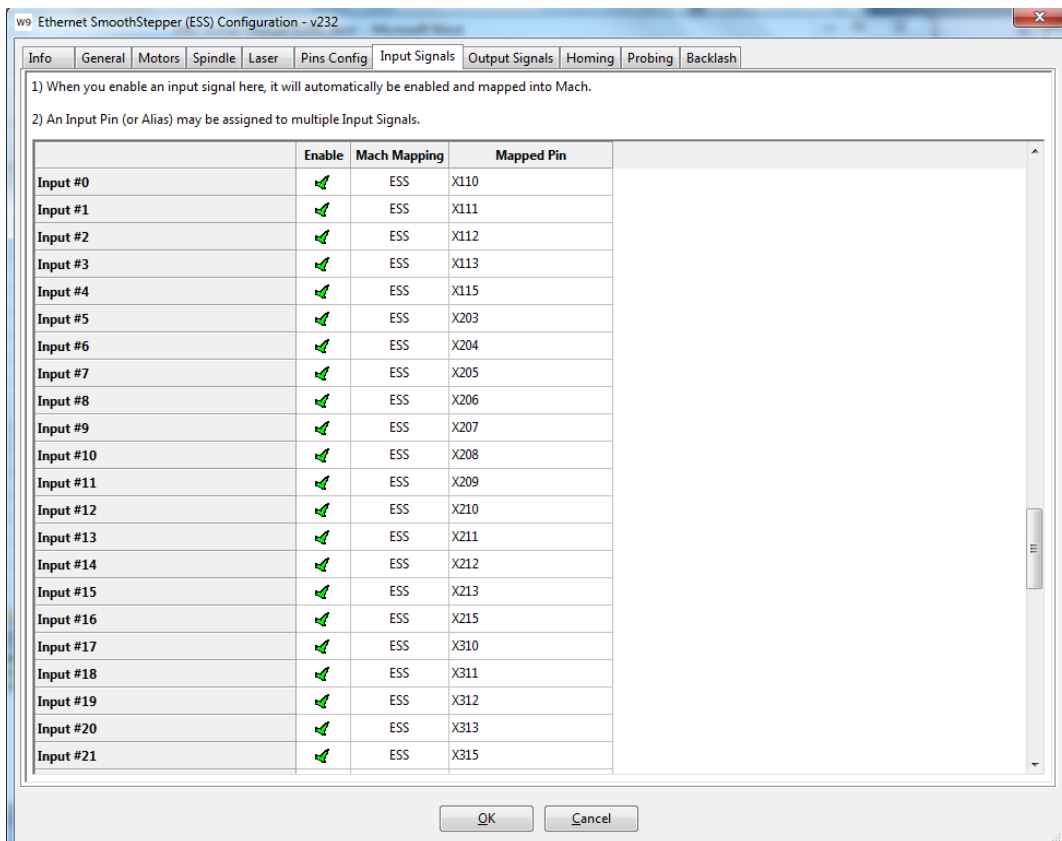 W9 Ethernet SmoothStepper (ESS) Configuration - v232
Info General Motors Spindle Laser Pins Config Input Signals Output Signals Homing Probing Backlash
1) When you enable an input signal here, it will automatically be enabled and mapped into Mach.
2) An Input Pin (or Alias) may be assigned to multiple Input Signals.
Enable Mach Mapping Mapped Pin
Input #0 ESS X110
Input #1 ESS X111
Input #2 ESS X112
Input #3 ESS X113
Input #4 ESS X115
Input #5 ESS X203
Input #6 ESS X204
Input #7 ESS X205
Input #8 ESS X206
Input #9 ESS X207
Input #10 ESS X208
Input #11 ESS X209
Input #12 ESS X210
Input #13 ESS X211
Input #14 ESS X212
Input #15 ESS X213
Input #16 ESS X215
Input #17 ESS X310
Input #18 ESS X311
Input #19 ESS X312
Input #20 ESS X313
Input #21 ESS X315
OK Cancel